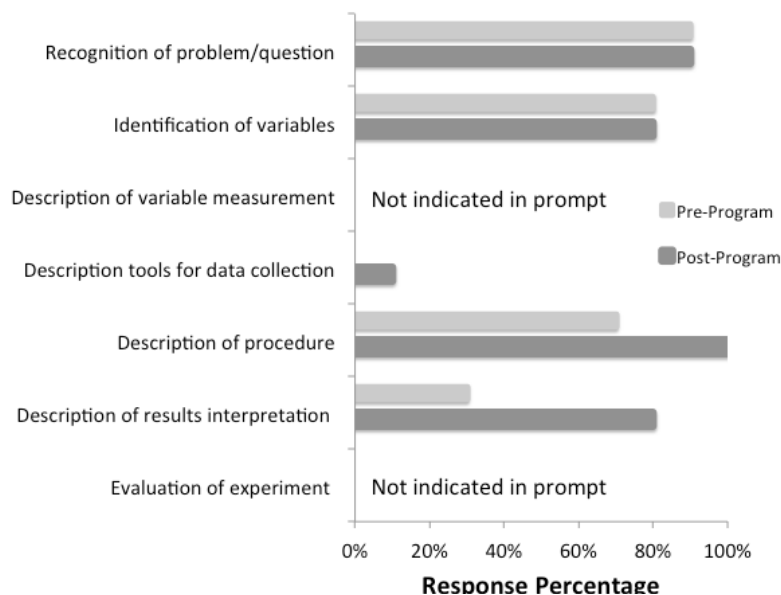 Recognition of problem/question
Identification of variables
Description of variable measurement
Not indicated in prompt
Pre-Program
Post-Program
Description tools for data collection
Description of procedure
Description of results interpretation
Evaluation of experiment
Not indicated in prompt
0% 20% 40% 60% 80% 100%
Response Percentage